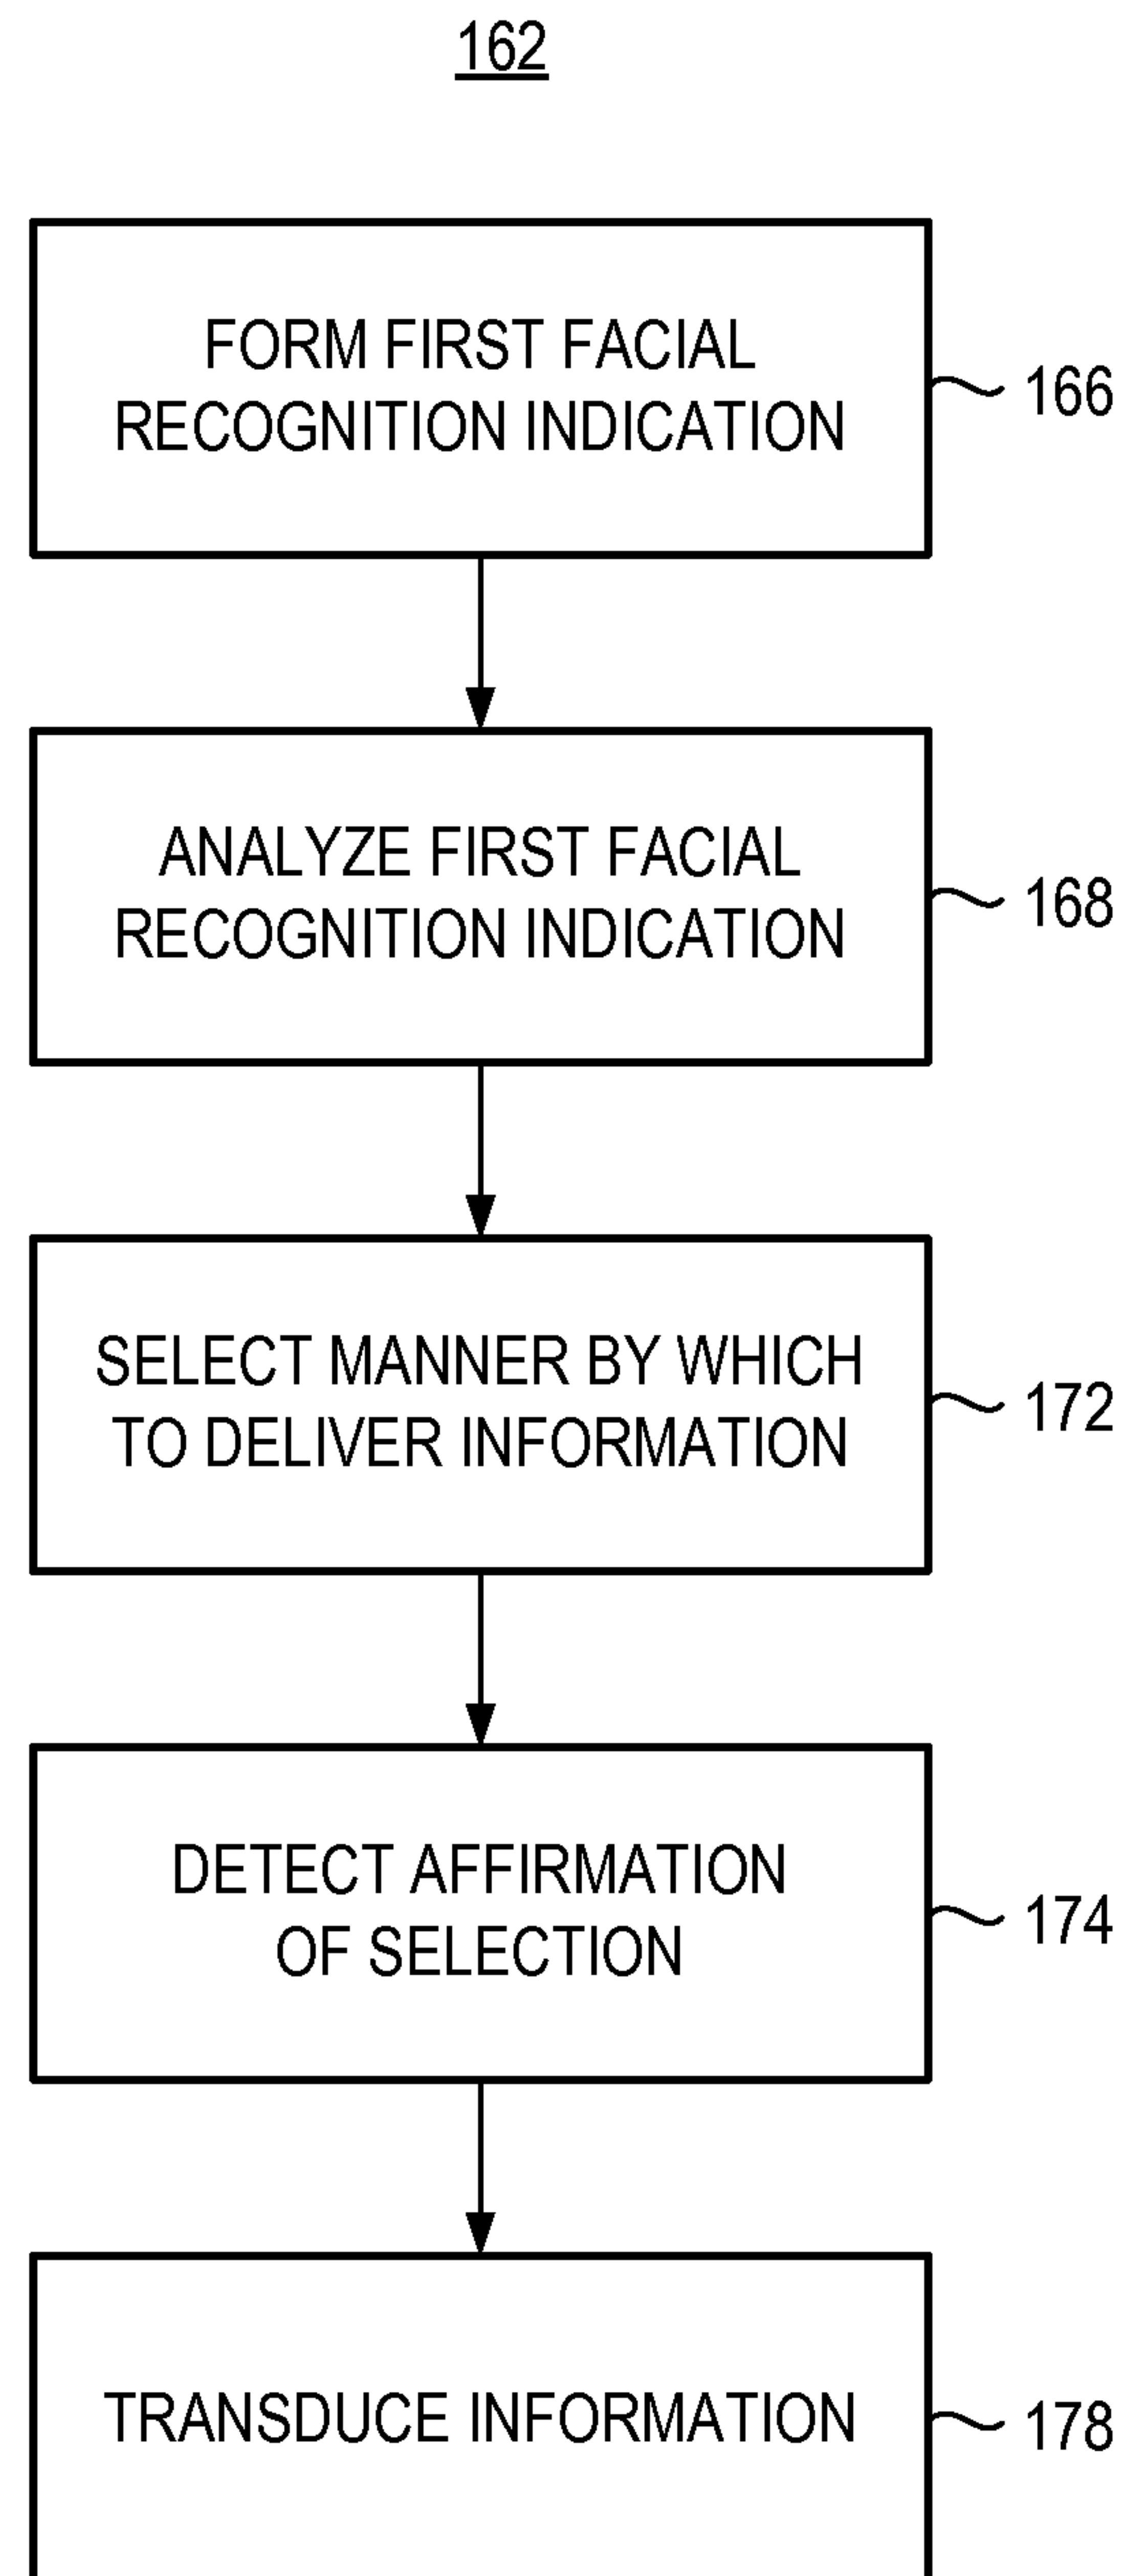 162
FORM FIRST FACIAL
RECOGNITION INDICATION
166
ANALYZE FIRST FACIAL
RECOGNITION INDICATION
168
SELECT MANNER BY WHICH
TO DELIVER INFORMATION
172
DETECT AFFIRMATION
OF SELECTION
174
TRANSDUCE INFORMATION
178